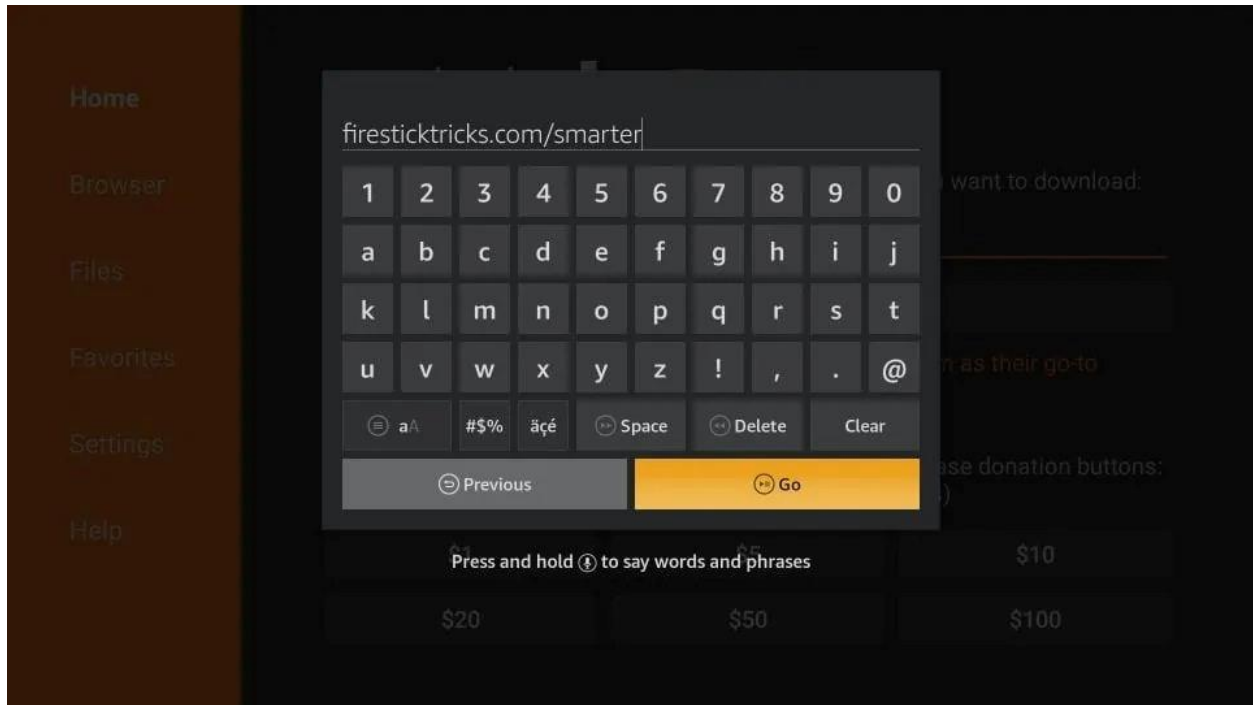 Home
Browser
Files
Favorites
Settings
Help
firesticktricks.com/smarter
1 2 3 4 5 6 7 8 9 0
a b c d e f g h i j
k l m n o p q r s t
u v w x y z ! , . @
aA #$% äçé Space Delete Clear
Previous Go
Press and hold to say words and phrases
want to download:
as their go-to
donation buttons:
$1 $5 $10
$20 $50 $100